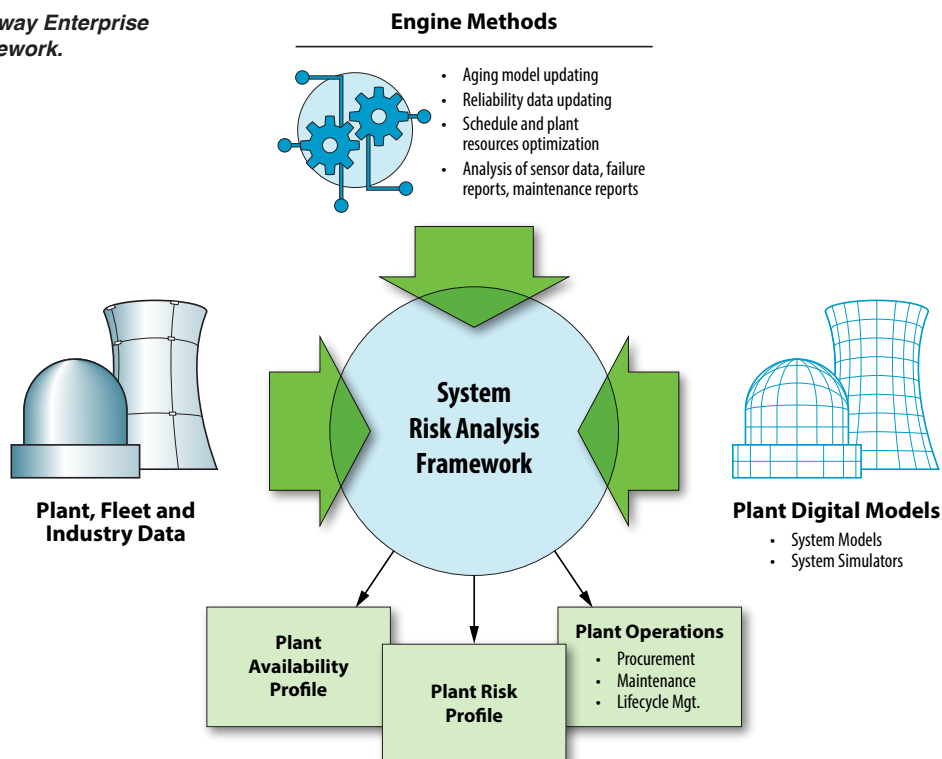 way Enterprise
ework.
Engine Methods
• Aging model updating
• Reliability data updating
• Schedule and plant
resources optimization
• Analysis of sensor data, failure
reports, maintenance reports
System
Risk Analysis
Framework
Plant, Fleet and
Industry Data
Plant Digital Models
• System Models
• System Simulators
Plant
Availability
Profile
Plant Risk
Profile
Plant Operations
• Procurement
• Maintenance
• Lifecycle Mgt.